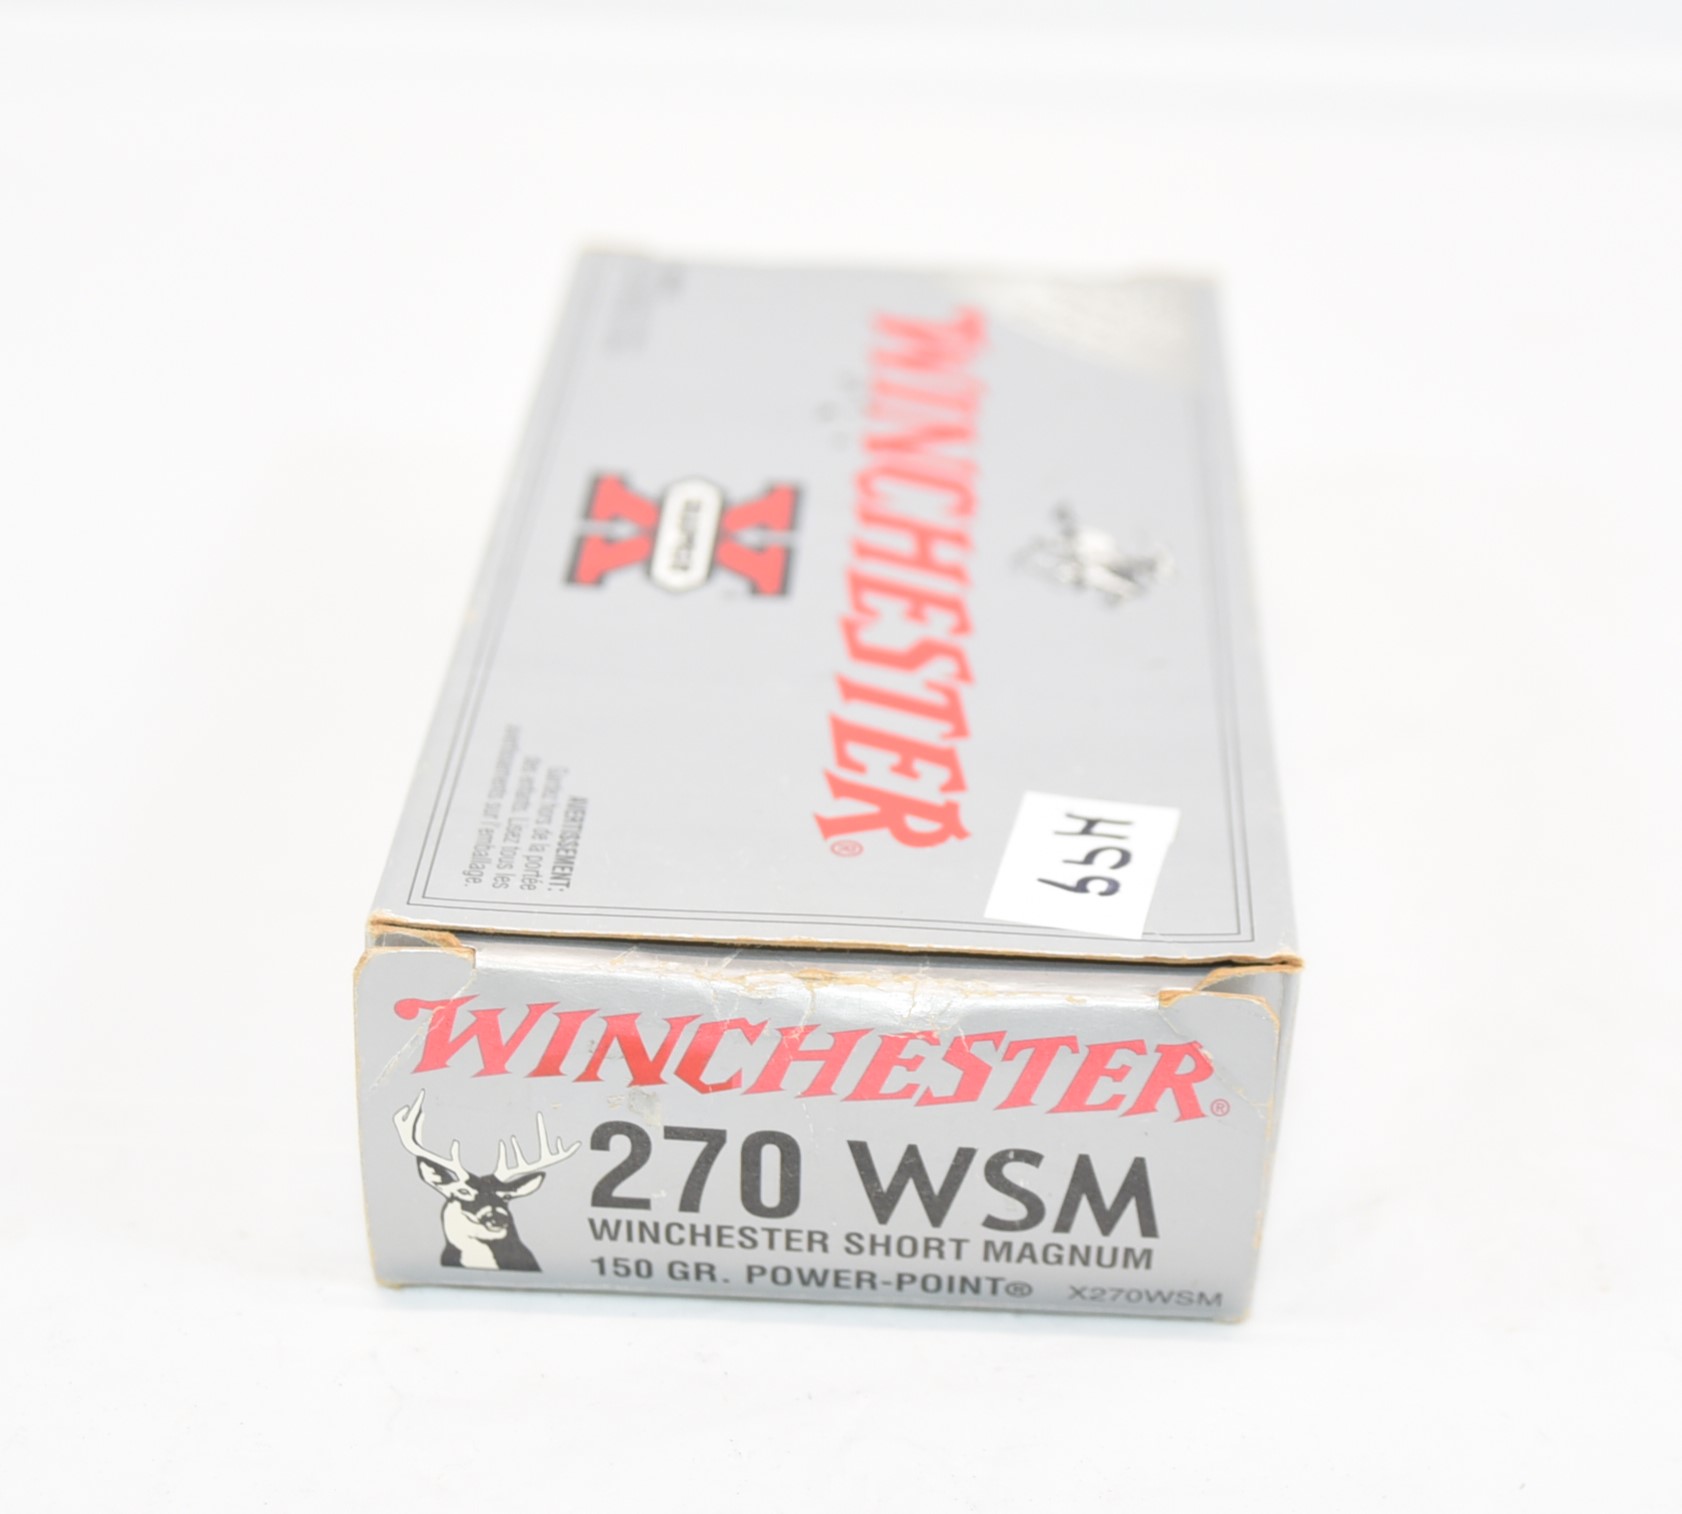 WINCHESTER®
SUPER
X
AVERTISSEMENT:
Gardez hors de la portée
des enfants. Lisez tous les
avertissements sur l'emballage.
H59
WINCHESTER®
270 WSM
WINCHESTER SHORT MAGNUM
150 GR. POWER-POINT® X270WSM